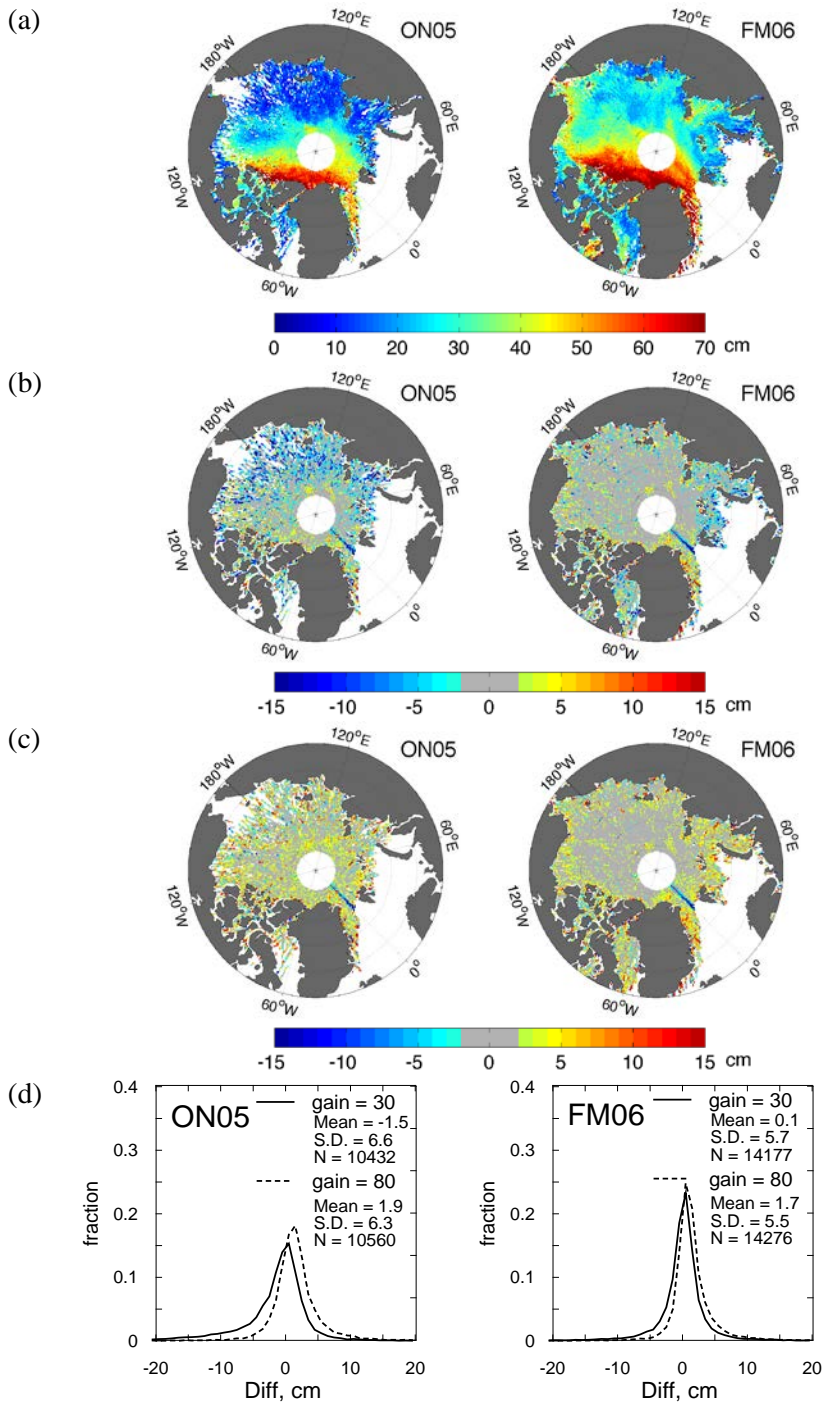 (a)
ON05
FM06
120°E
180°W
60°E
120°W
0°
60°W
120°E
180°W
60°E
120°W
0°
60°W
0 10 20 30 40 50 60 70 cm
(b)
ON05
FM06
120°E
180°W
60°E
120°W
0°
60°W
120°E
180°W
60°E
120°W
0°
60°W
-15 -10 -5 0 5 10 15 cm
(c)
ON05
FM06
120°E
180°W
60°E
120°W
0°
60°W
120°E
180°W
60°E
120°W
0°
60°W
-15 -10 -5 0 5 10 15 cm
(d)
ON05
gain = 30
Mean = -1.5
S.D. = 6.6
N = 10432
gain = 80
Mean = 1.9
S.D. = 6.3
N = 10560
fraction
0.4
0.3
0.2
0.1
0
-20 -10 0 10 20
Diff, cm
FM06
gain = 30
Mean = 0.1
S.D. = 5.7
N = 14177
gain = 80
Mean = 1.7
S.D. = 5.5
N = 14276
fraction
0.4
0.3
0.2
0.1
0
-20 -10 0 10 20
Diff, cm